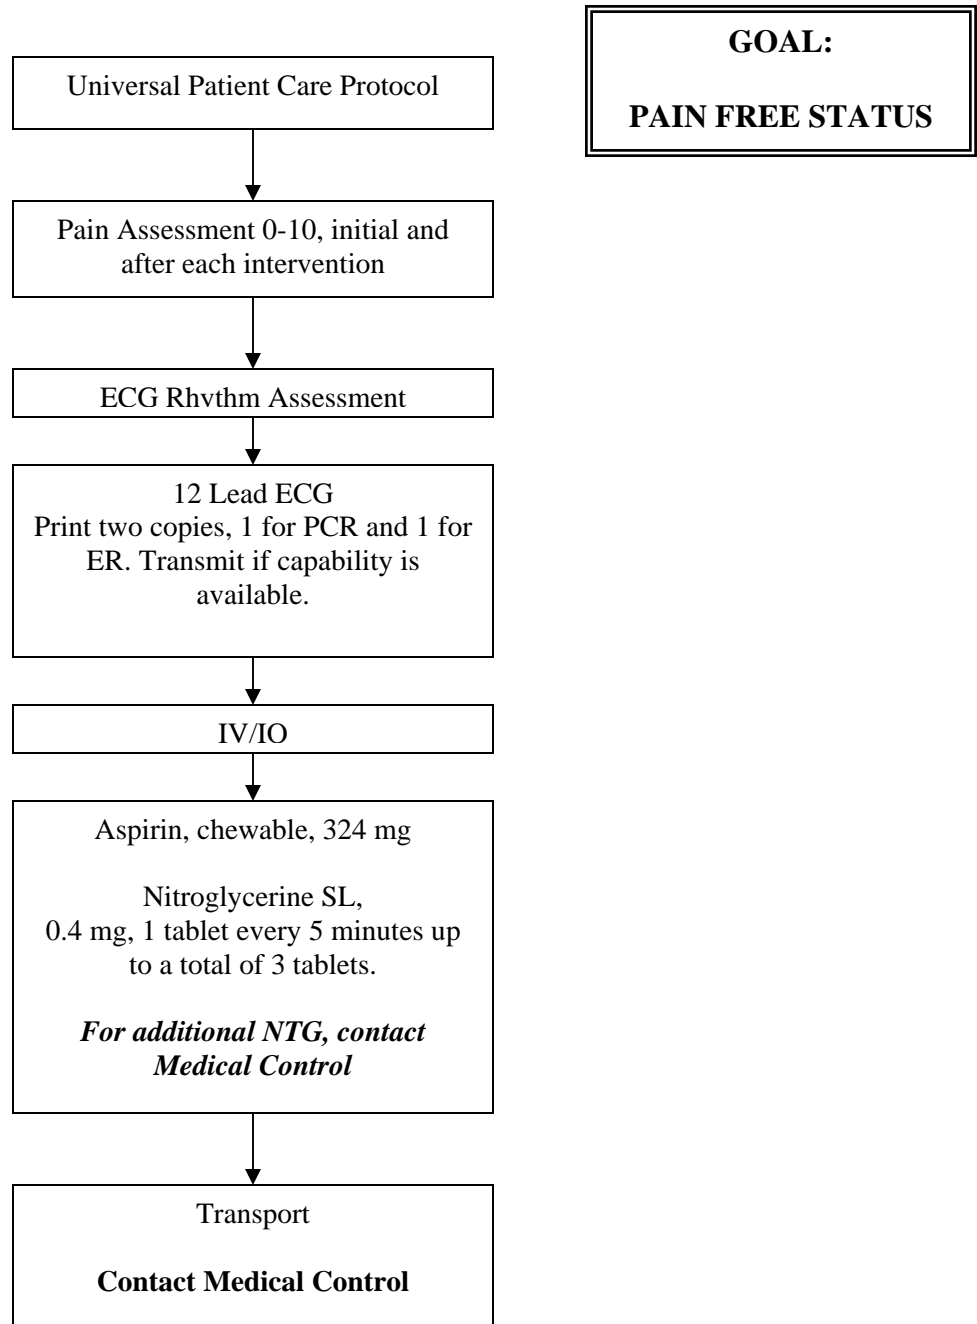 GOAL:
PAIN FREE STATUS
Universal Patient Care Protocol
Pain Assessment 0-10, initial and
after each intervention
ECG Rhvthm Assessment
12 Lead ECG
Print two copies, 1 for PCR and 1 for
ER. Transmit if capability is
available.
IV/IO
Aspirin, chewable, 324 mg
Nitroglycerine SL,
0.4 mg, 1 tablet every 5 minutes up
to a total of 3 tablets.
For additional NTG, contact
Medical Control
Transport
Contact Medical Control